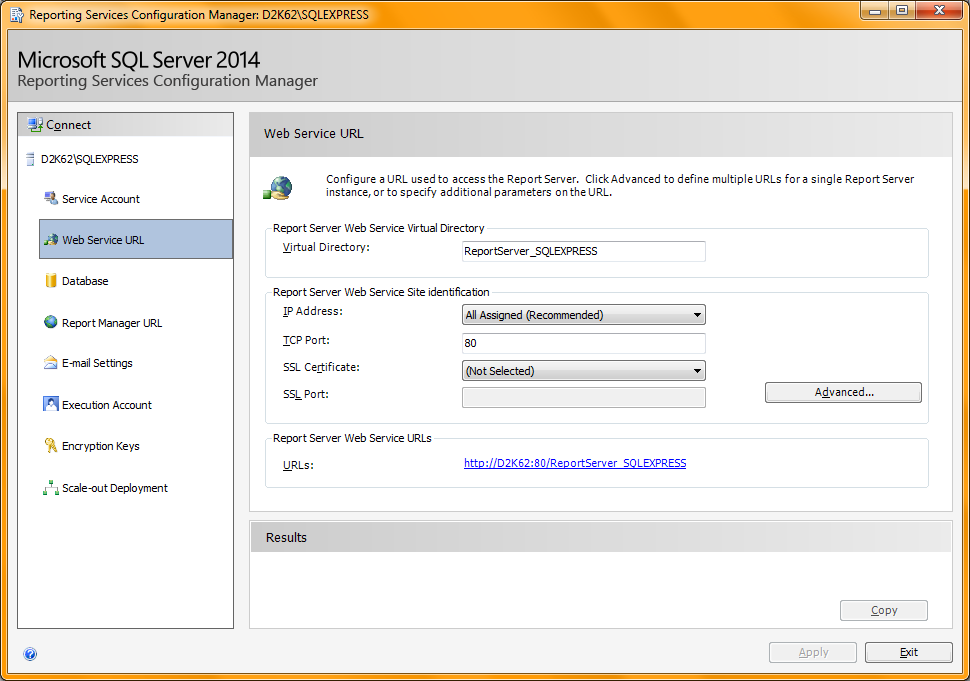 Reporting Services Configuration Manager: D2K62\SQLEXPRESS
Microsoft SQL Server 2014
Reporting Services Configuration Manager
Connect
D2K62\SQLEXPRESS
Service Account
Web Service URL
Database
Report Manager URL
E-mail Settings
Execution Account
Encryption Keys
Scale-out Deployment
Web Service URL
Configure a URL used to access the Report Server. Click Advanced to define multiple URLs for a single Report Server
instance, or to specify additional parameters on the URL.
Report Server Web Service Virtual Directory
Virtual Directory: ReportServer_SQLEXPRESS
Report Server Web Service Site identification
IP Address: All Assigned (Recommended)
TCP Port: 80
SSL Certificate: (Not Selected)
SSL Port:
Advanced...
Report Server Web Service URLs
URLs: http://D2K62:80/ReportServer_SQLEXPRESS
Results
Copy
Apply Exit